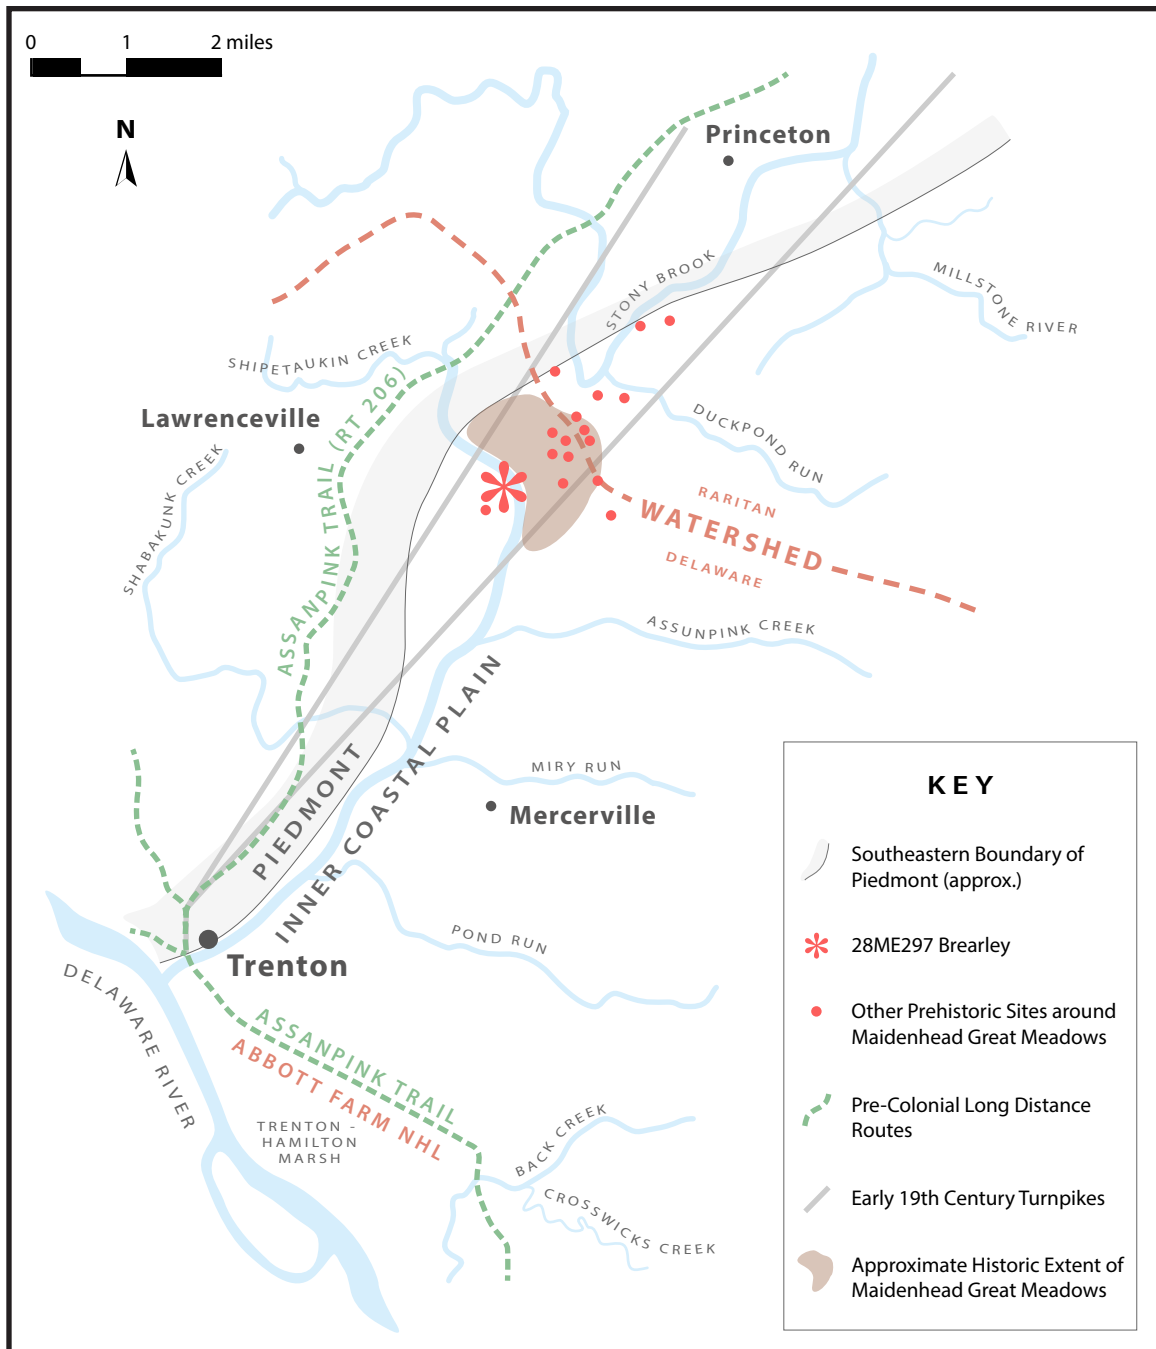 0 1 2 miles
N
Princeton
STONY BROOK
MILLSTONE RIVER
SHIPETAUKIN CREEK
ASSANPINK TRAIL (RT 206)
Lawrenceville
DUCKPOND RUN
SHABAKUNK CREEK
RARITAN
WATERSHED
DELAWARE
ASSUNPINK CREEK
PIEDMONT
INNER COASTAL PLAIN
MIRY RUN
Mercerville
POND RUN
Trenton
DELAWARE RIVER
ASSANPINK TRAIL
ABBOTT FARM NHL
TRENTON -
HAMILTON
MARSH
BACK CREEK
CROSSWICKS CREEK
KEY
Southeastern Boundary of
Piedmont (approx.)
28ME297 Brearley
Other Prehistoric Sites around
Maidenhead Great Meadows
Pre-Colonial Long Distance
Routes
Early 19th Century Turnpikes
Approximate Historic Extent of
Maidenhead Great Meadows